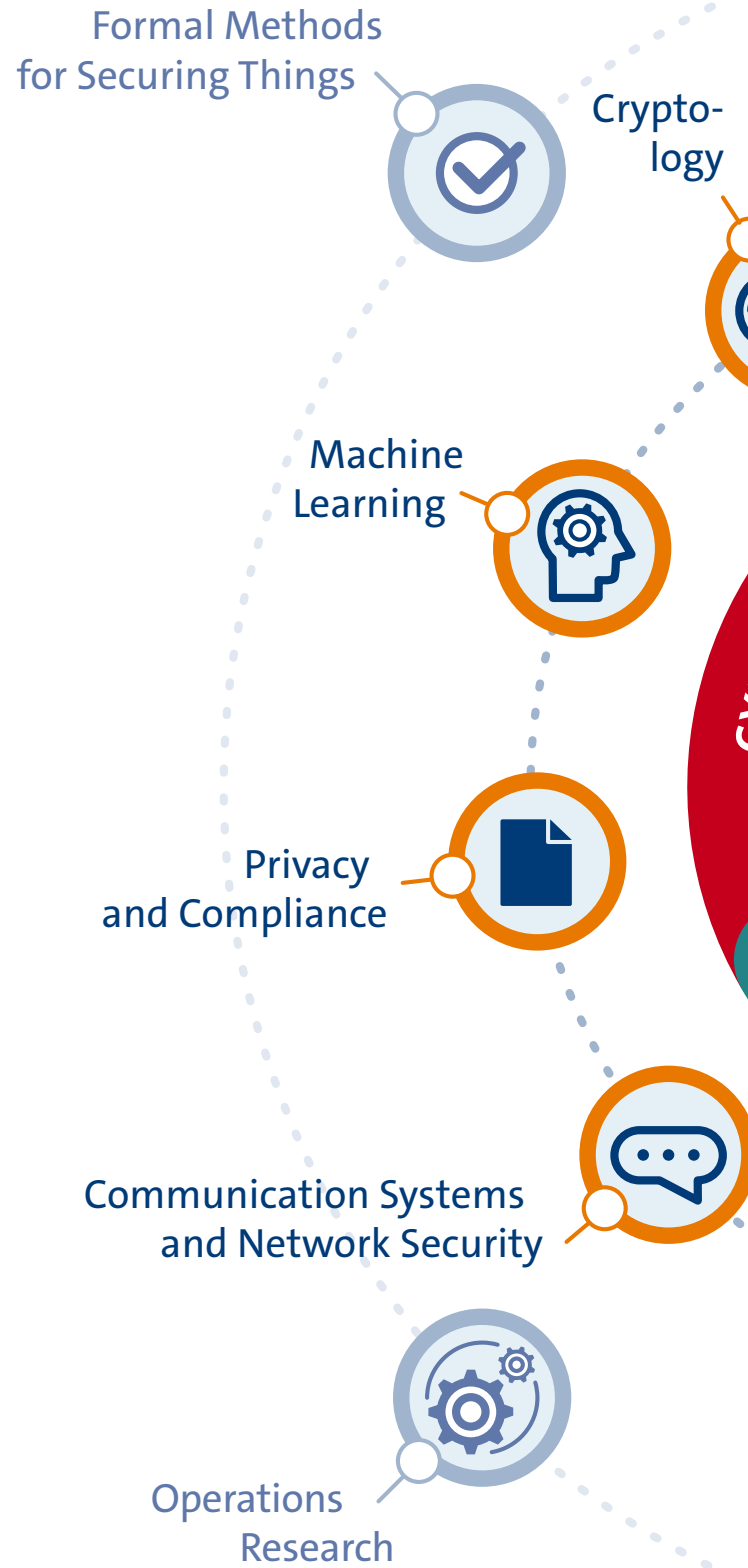 Formal Methods
for Securing Things
Crypto-
logy
Machine
Learning
Privacy
and Compliance
Communication Systems
and Network Security
Operations
Research